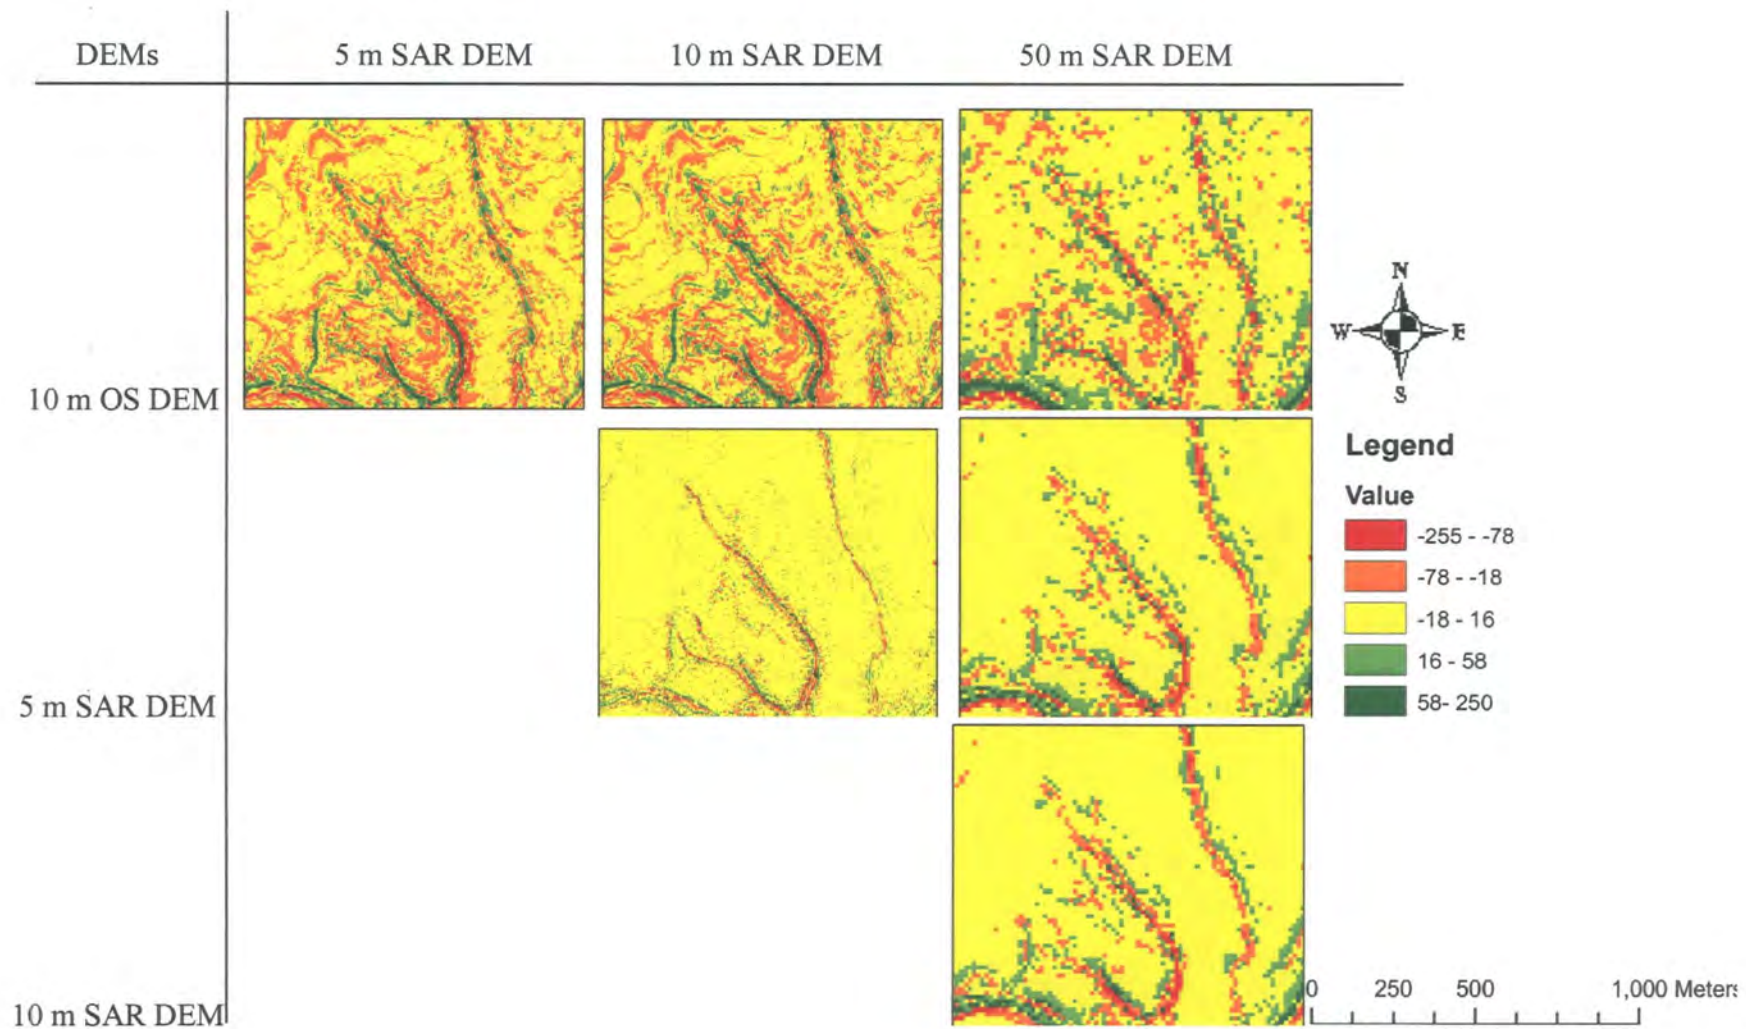 DEMs 5 m SAR DEM 10 m SAR DEM 50 m SAR DEM
10 m OS DEM
5 m SAR DEM
10 m SAR DEM
N
W E
S
Legend
Value
-255 - -78
-78 - -18
-18 - 16
16 - 58
58- 250
0 250 500 1,000 Meters